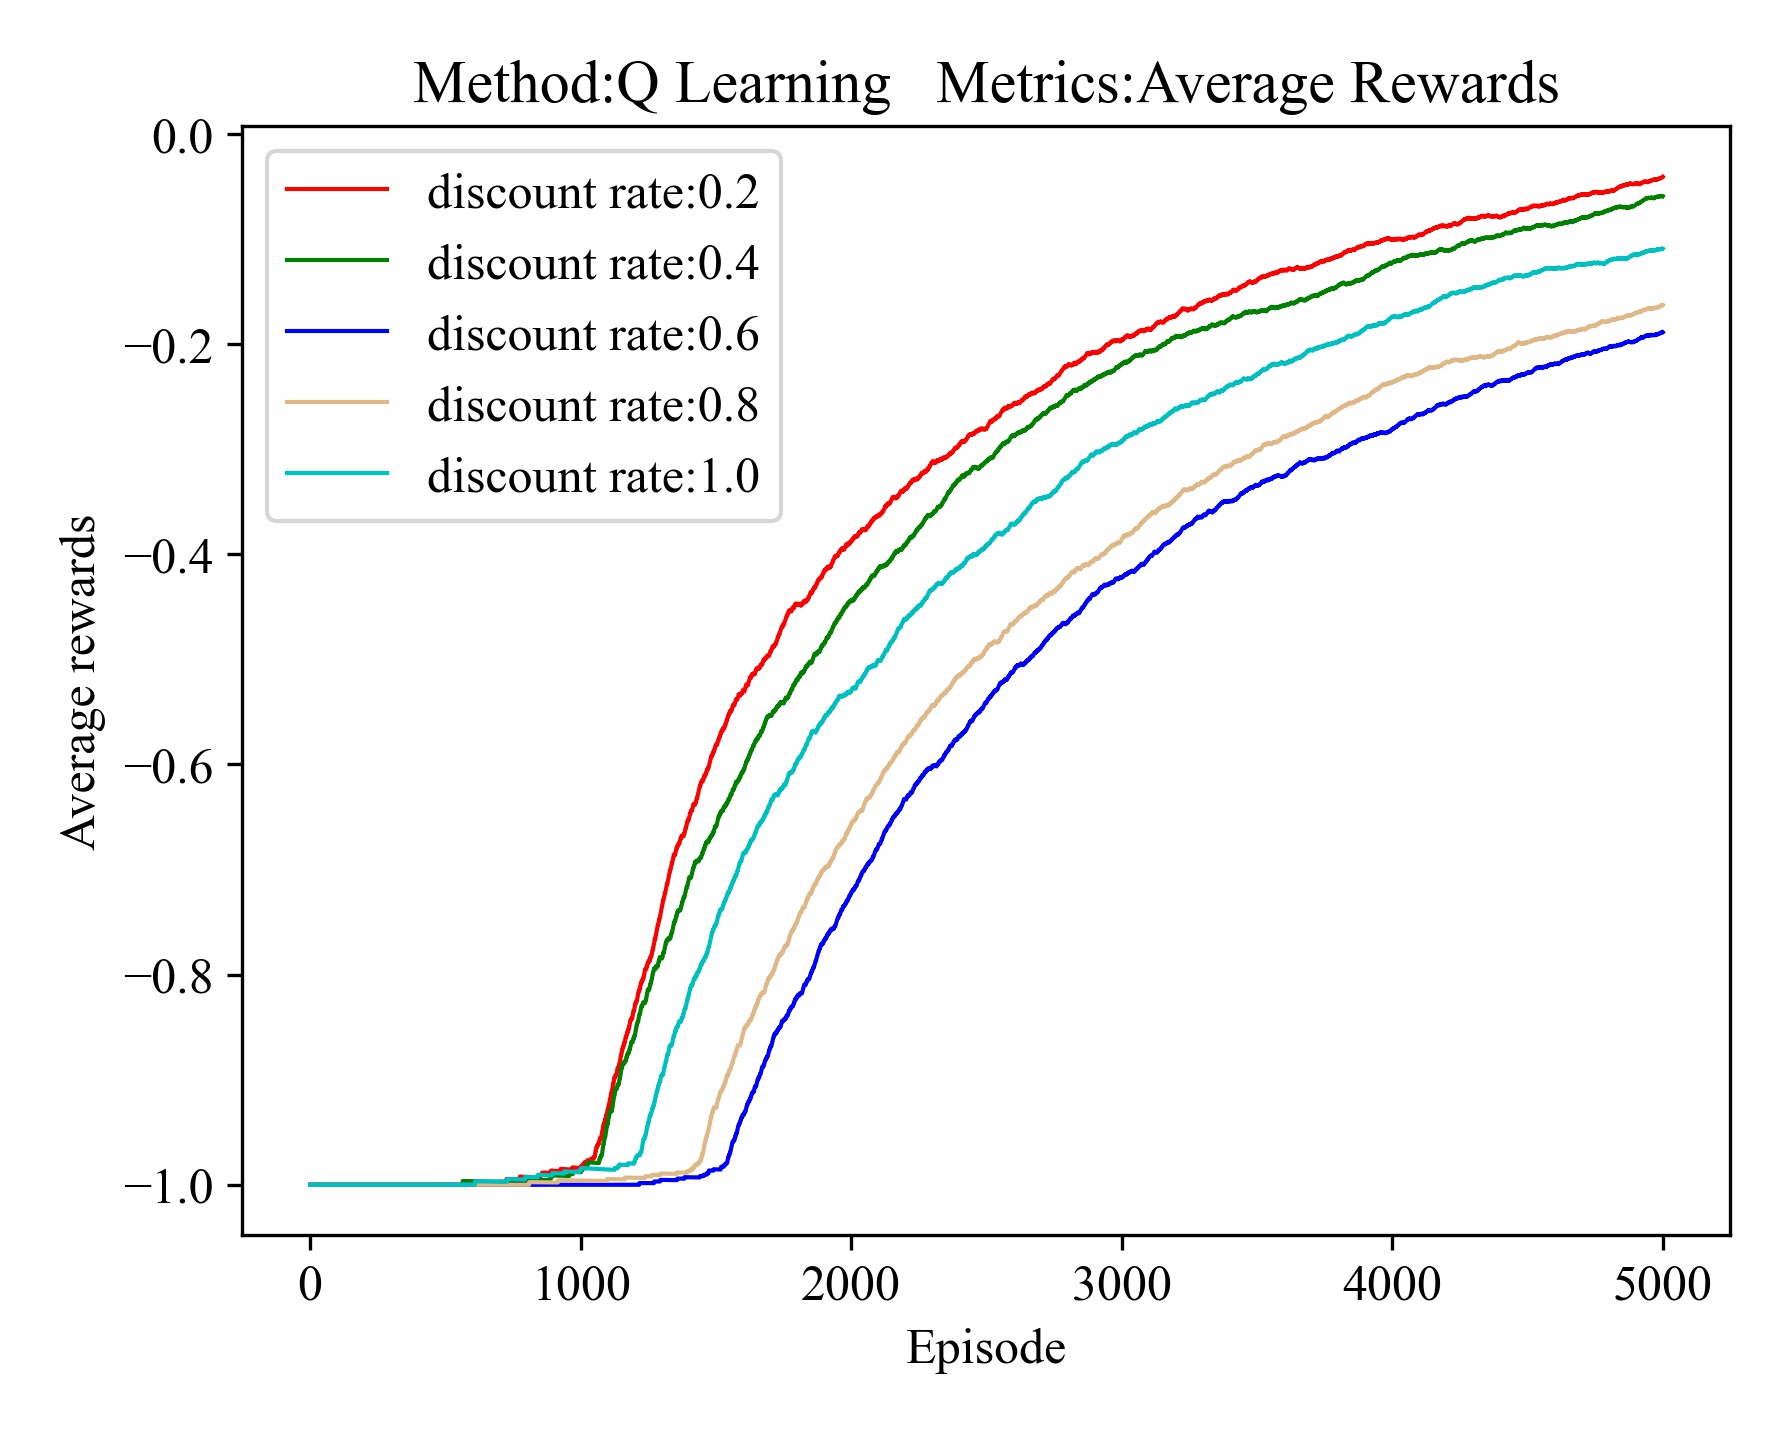 Method:Q Learning   Metrics:Average Rewards
0.0
−0.2
−0.4
−0.6
−0.8
−1.0
Average rewards
discount rate:0.2
discount rate:0.4
discount rate:0.6
discount rate:0.8
discount rate:1.0
0 1000 2000 3000 4000 5000
Episode